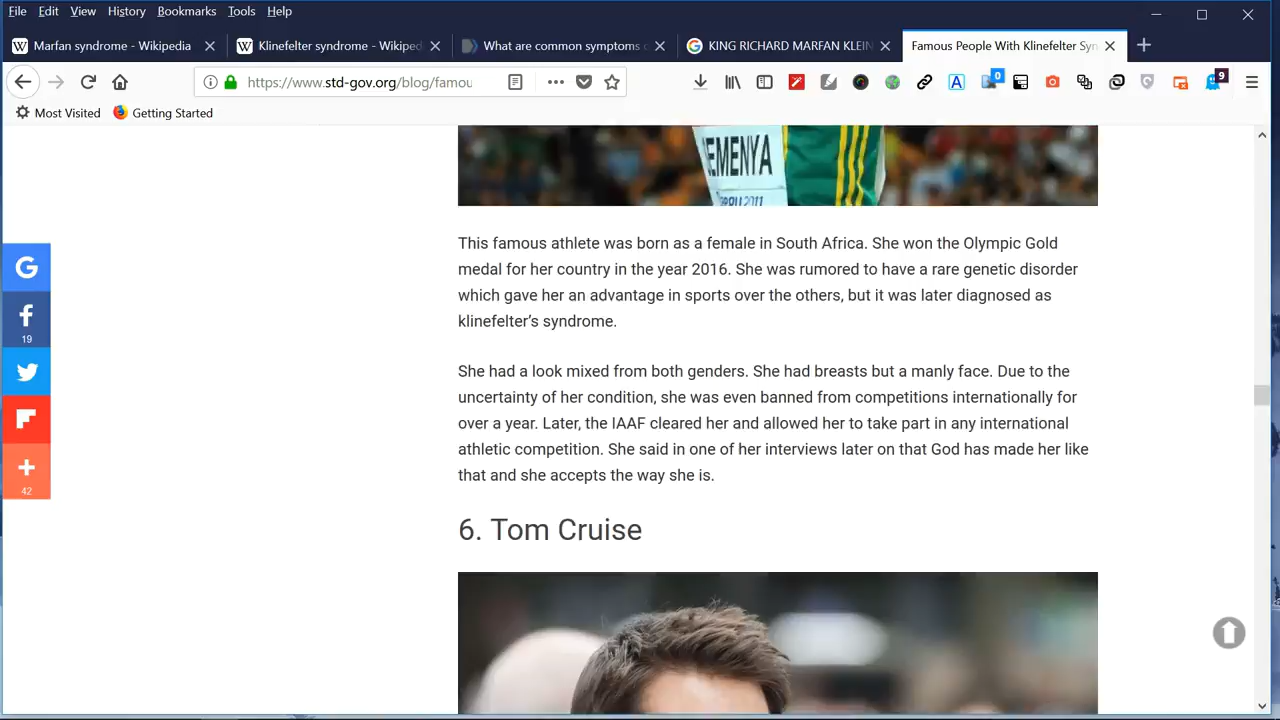 File Edit View History Bookmarks Tools Help
Marfan syndrome - Wikipedia
Klinefelter syndrome - Wikiped
What are common symptoms
KING RICHARD MARFAN KLEIN
Famous People With Klinefelter Syn
https://www.std-gov.org/blog/famou
0
9
Most Visited
Getting Started
EMENYA
2011
This famous athlete was born as a female in South Africa. She won the Olympic Gold
medal for her country in the year 2016. She was rumored to have a rare genetic disorder
which gave her an advantage in sports over the others, but it was later diagnosed as
klinefelter’s syndrome.
She had a look mixed from both genders. She had breasts but a manly face. Due to the
uncertainty of her condition, she was even banned from competitions internationally for
over a year. Later, the IAAF cleared her and allowed her to take part in any international
athletic competition. She said in one of her interviews later on that God has made her like
that and she accepts the way she is.
19
42
6. Tom Cruise